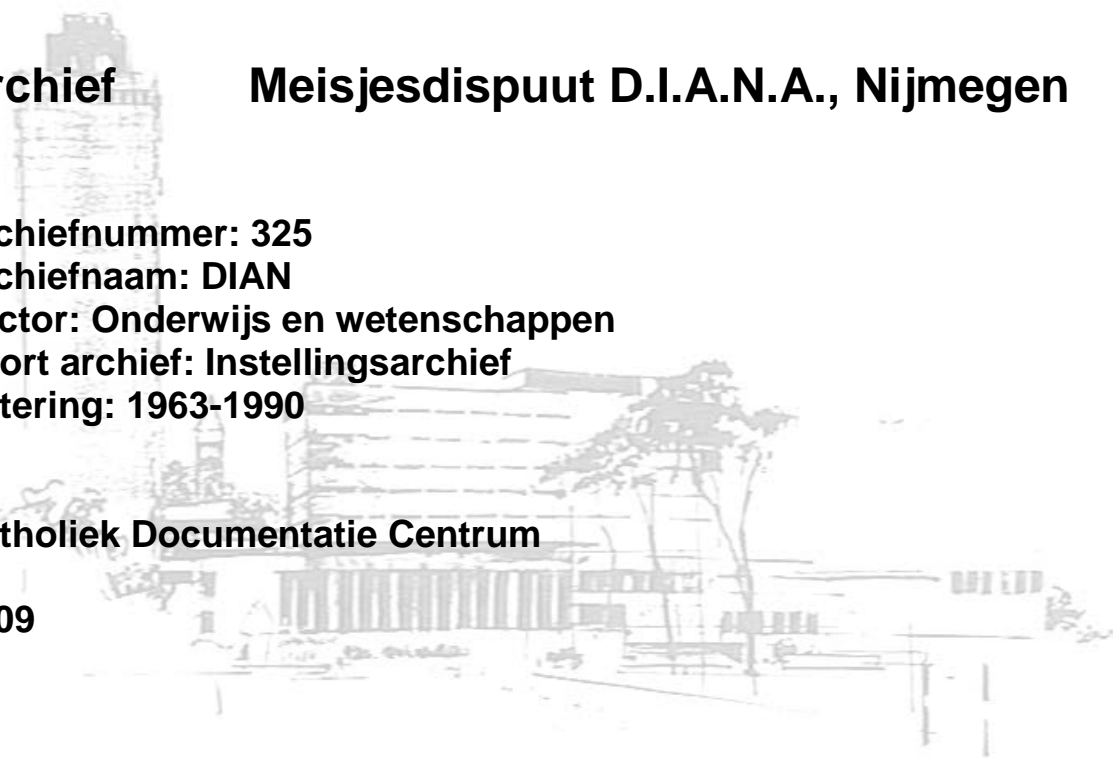 rchief Meisjesdispuut D.I.A.N.A., Nijmegen
chiefnummer: 325
chiefnaam: DIAN
ctor: Onderwijs en wetenschappen
ort archief: Instellingsarchief
tering: 1963-1990
tholiek Documentatie Centrum
09